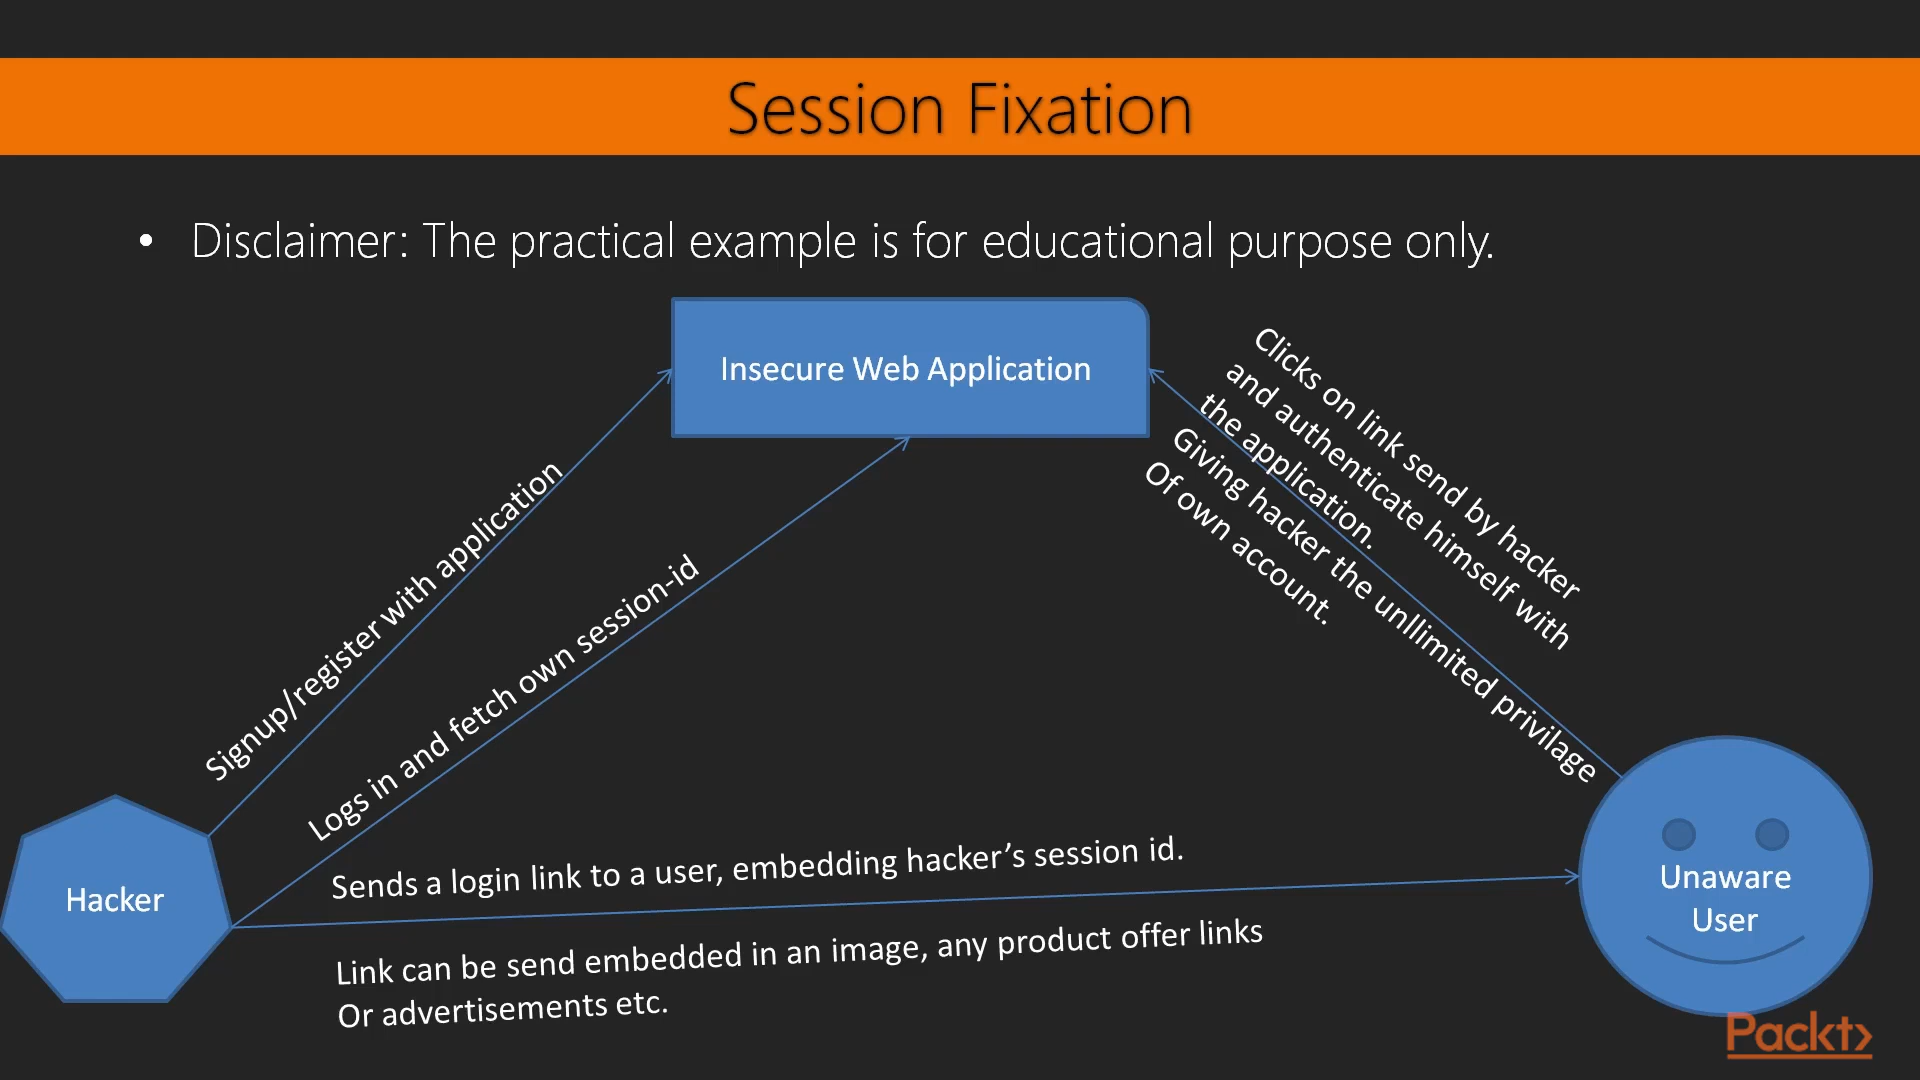 Session Fixation
• Disclaimer: The practical example is for educational purpose only.
Insecure Web Application
Signup/register with application
Logs in and fetch own session-id
Clicks on link send by hacker
and authenticate himself with
the application.
Giving hacker the unllimited privilage
Of own account.
Sends a login link to a user, embedding hacker’s session id.
Link can be send embedded in an image, any product offer links
Or advertisements etc.
Hacker
Unaware
User
Packt>